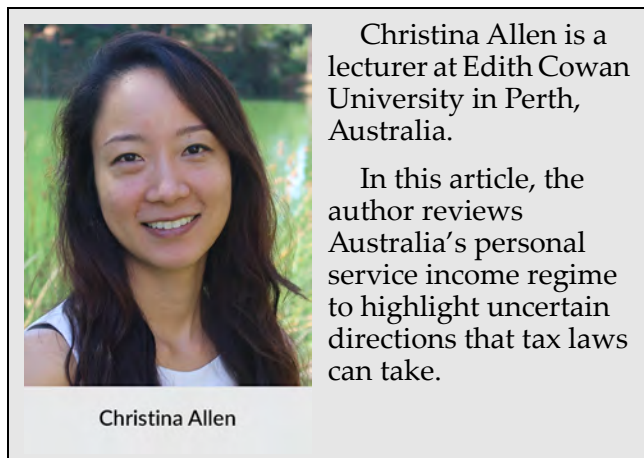 Christina Allen is a
lecturer at Edith Cowan
University in Perth,
Australia.
In this article, the
author reviews
Australia's personal
service income regime
to highlight uncertain
directions that tax laws
can take.
Christina Allen